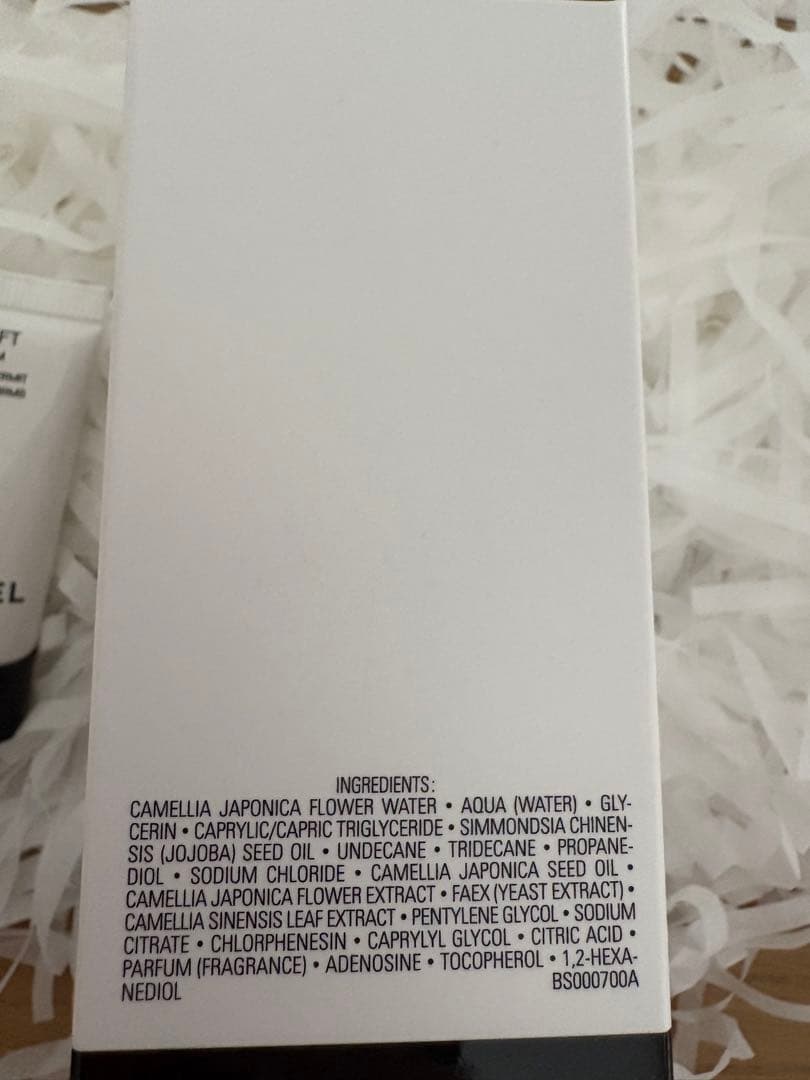 FT
M
EL
INGREDIENTS:
CAMELLIA JAPONICA FLOWER WATER • AQUA (WATER) • GLY-
CERIN • CAPRYLIC/CAPRIC TRIGLYCERIDE • SIMMONDSIA CHINEN-
SIS (JOJOBA) SEED OIL • UNDECANE • TRIDECANE • PROPANE-
DIOL • SODIUM CHLORIDE • CAMELLIA JAPONICA SEED OIL •
CAMELLIA JAPONICA FLOWER EXTRACT • FAEX (YEAST EXTRACT) •
CAMELLIA SINENSIS LEAF EXTRACT • PENTYLENE GLYCOL • SODIUM
CITRATE • CHLORPHENESIN • CAPRYLYL GLYCOL • CITRIC ACID •
PARFUM (FRAGRANCE) • ADENOSINE • TOCOPHEROL • 1,2-HEXA-
NEDIOL BS000700A